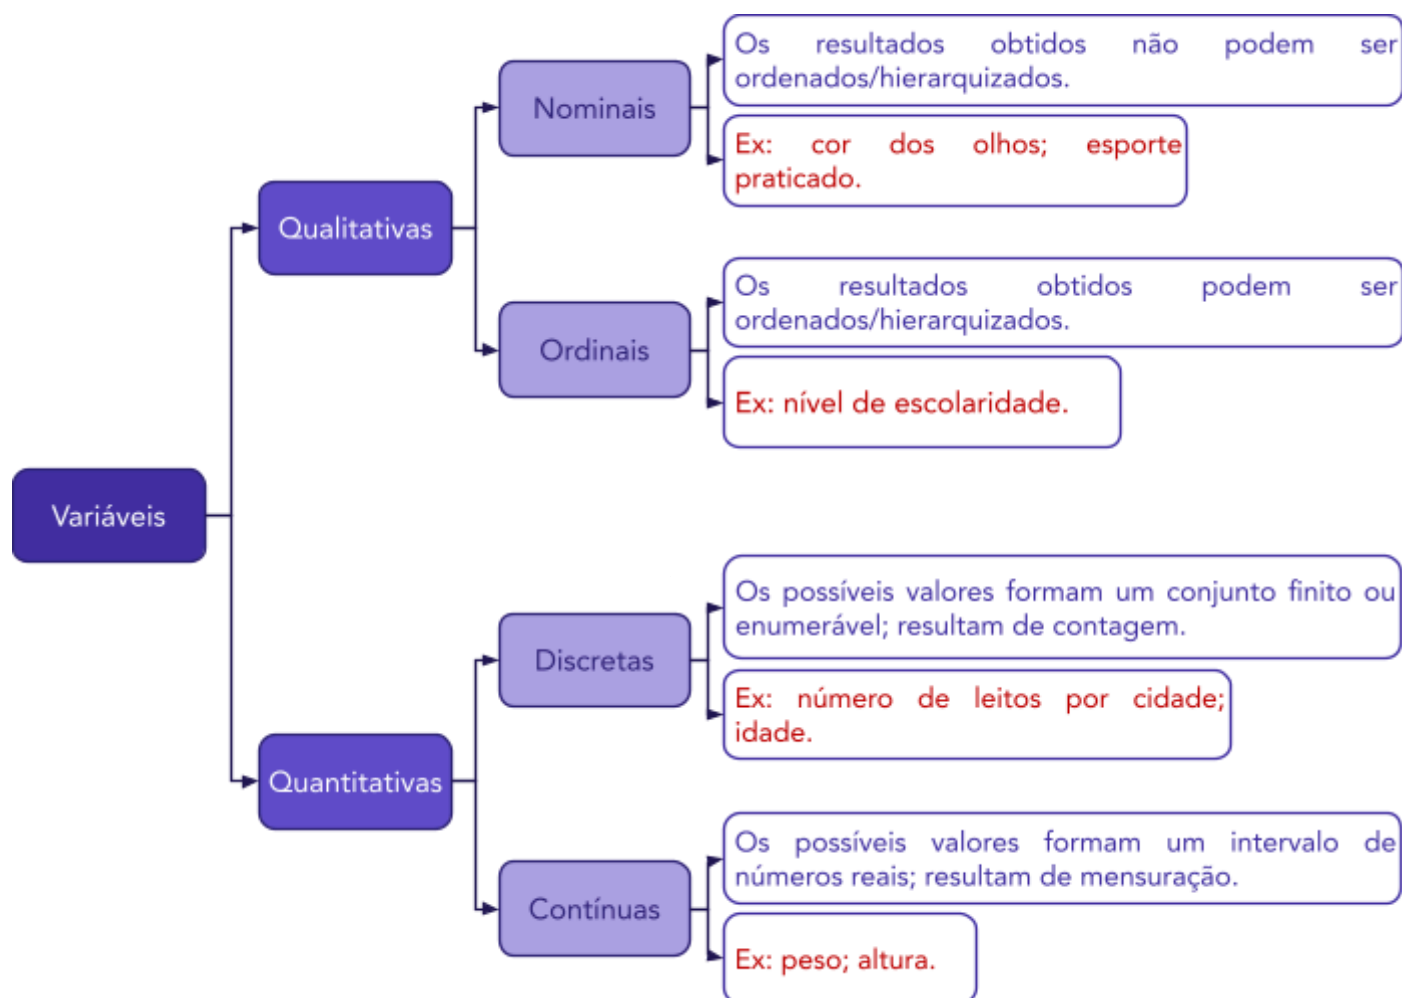 Variáveis
Qualitativas
Nominais
Os resultados obtidos não podem ser
ordenados/hierarquizados.
Ex: cor dos olhos; esporte
praticado.
Ordinais
Os resultados obtidos podem ser
ordenados/hierarquizados.
Ex: nível de escolaridade.
Quantitativas
Discretas
Os possíveis valores formam um conjunto finito ou
enumerável; resultam de contagem.
Ex: número de leitos por cidade;
idade.
Contínuas
Os possíveis valores formam um intervalo de
números reais; resultam de mensuração.
Ex: peso; altura.